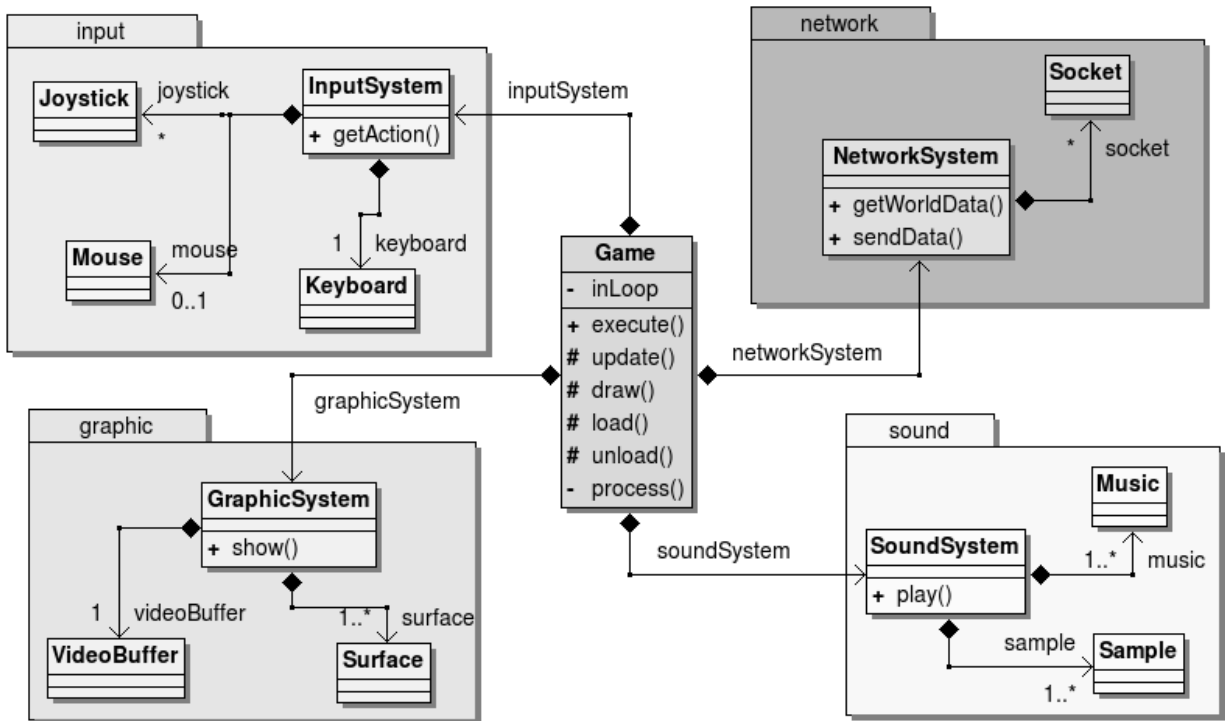 input
Joystick
joystick
*
InputSystem
+ getAction()
inputSystem
Mouse
mouse
0..1
1
keyboard
Keyboard
network
Socket
*
socket
NetworkSystem
+ getWorldData()
+ sendData()
Game
- inLoop
+ execute()
# update()
# draw()
# load()
# unload()
- process()
networkSystem
graphicSystem
soundSystem
graphic
GraphicSystem
+ show()
1
videoBuffer
VideoBuffer
1..*
surface
Surface
sound
Music
SoundSystem
+ play()
1..*
music
sample
1..*
Sample